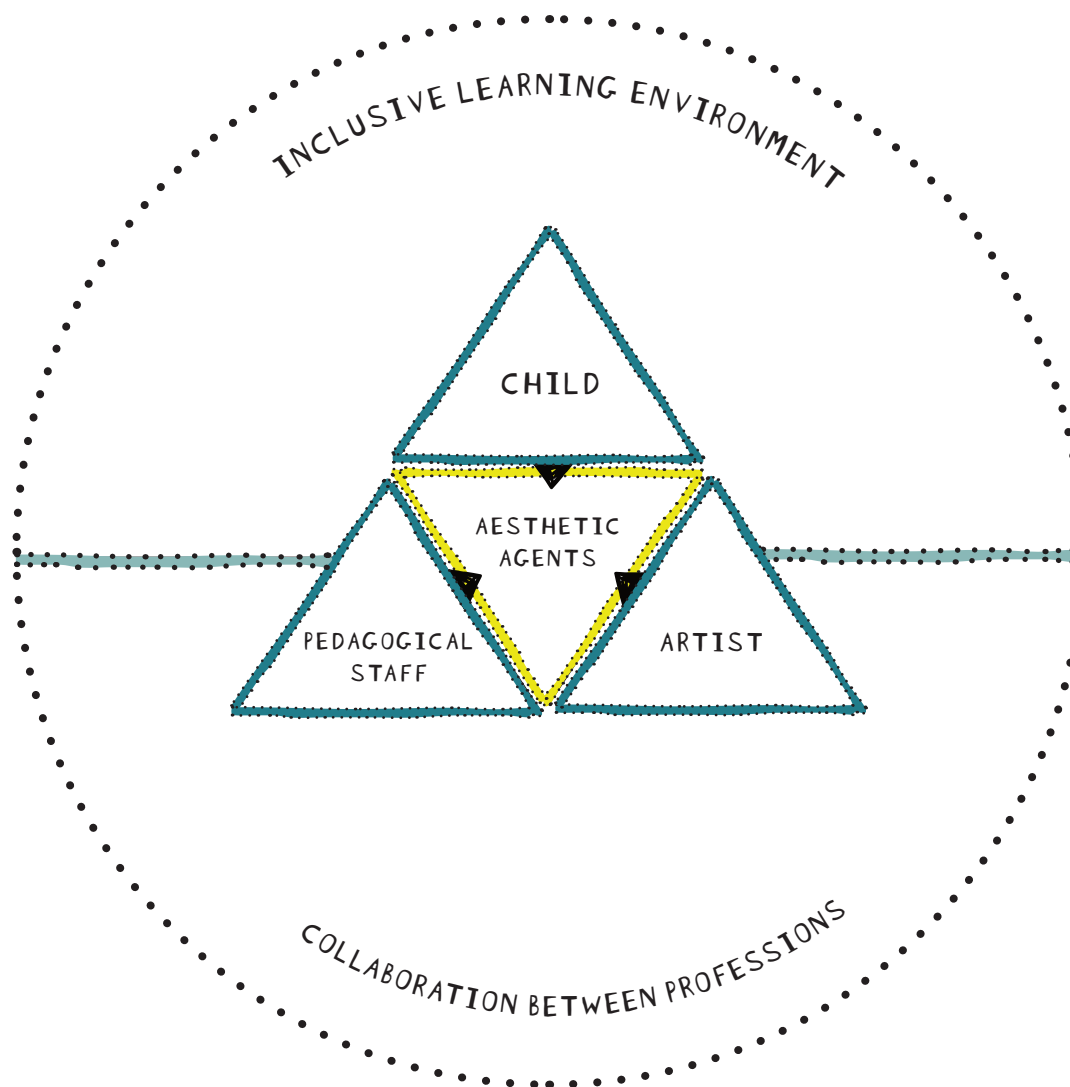 INCLUSIVE LEARNING ENVIRONMENT
CHILD
AESTHETIC
AGENTS
PEDAGOGICAL
STAFF
ARTIST
COLLABORATION BETWEEN PROFESSIONS